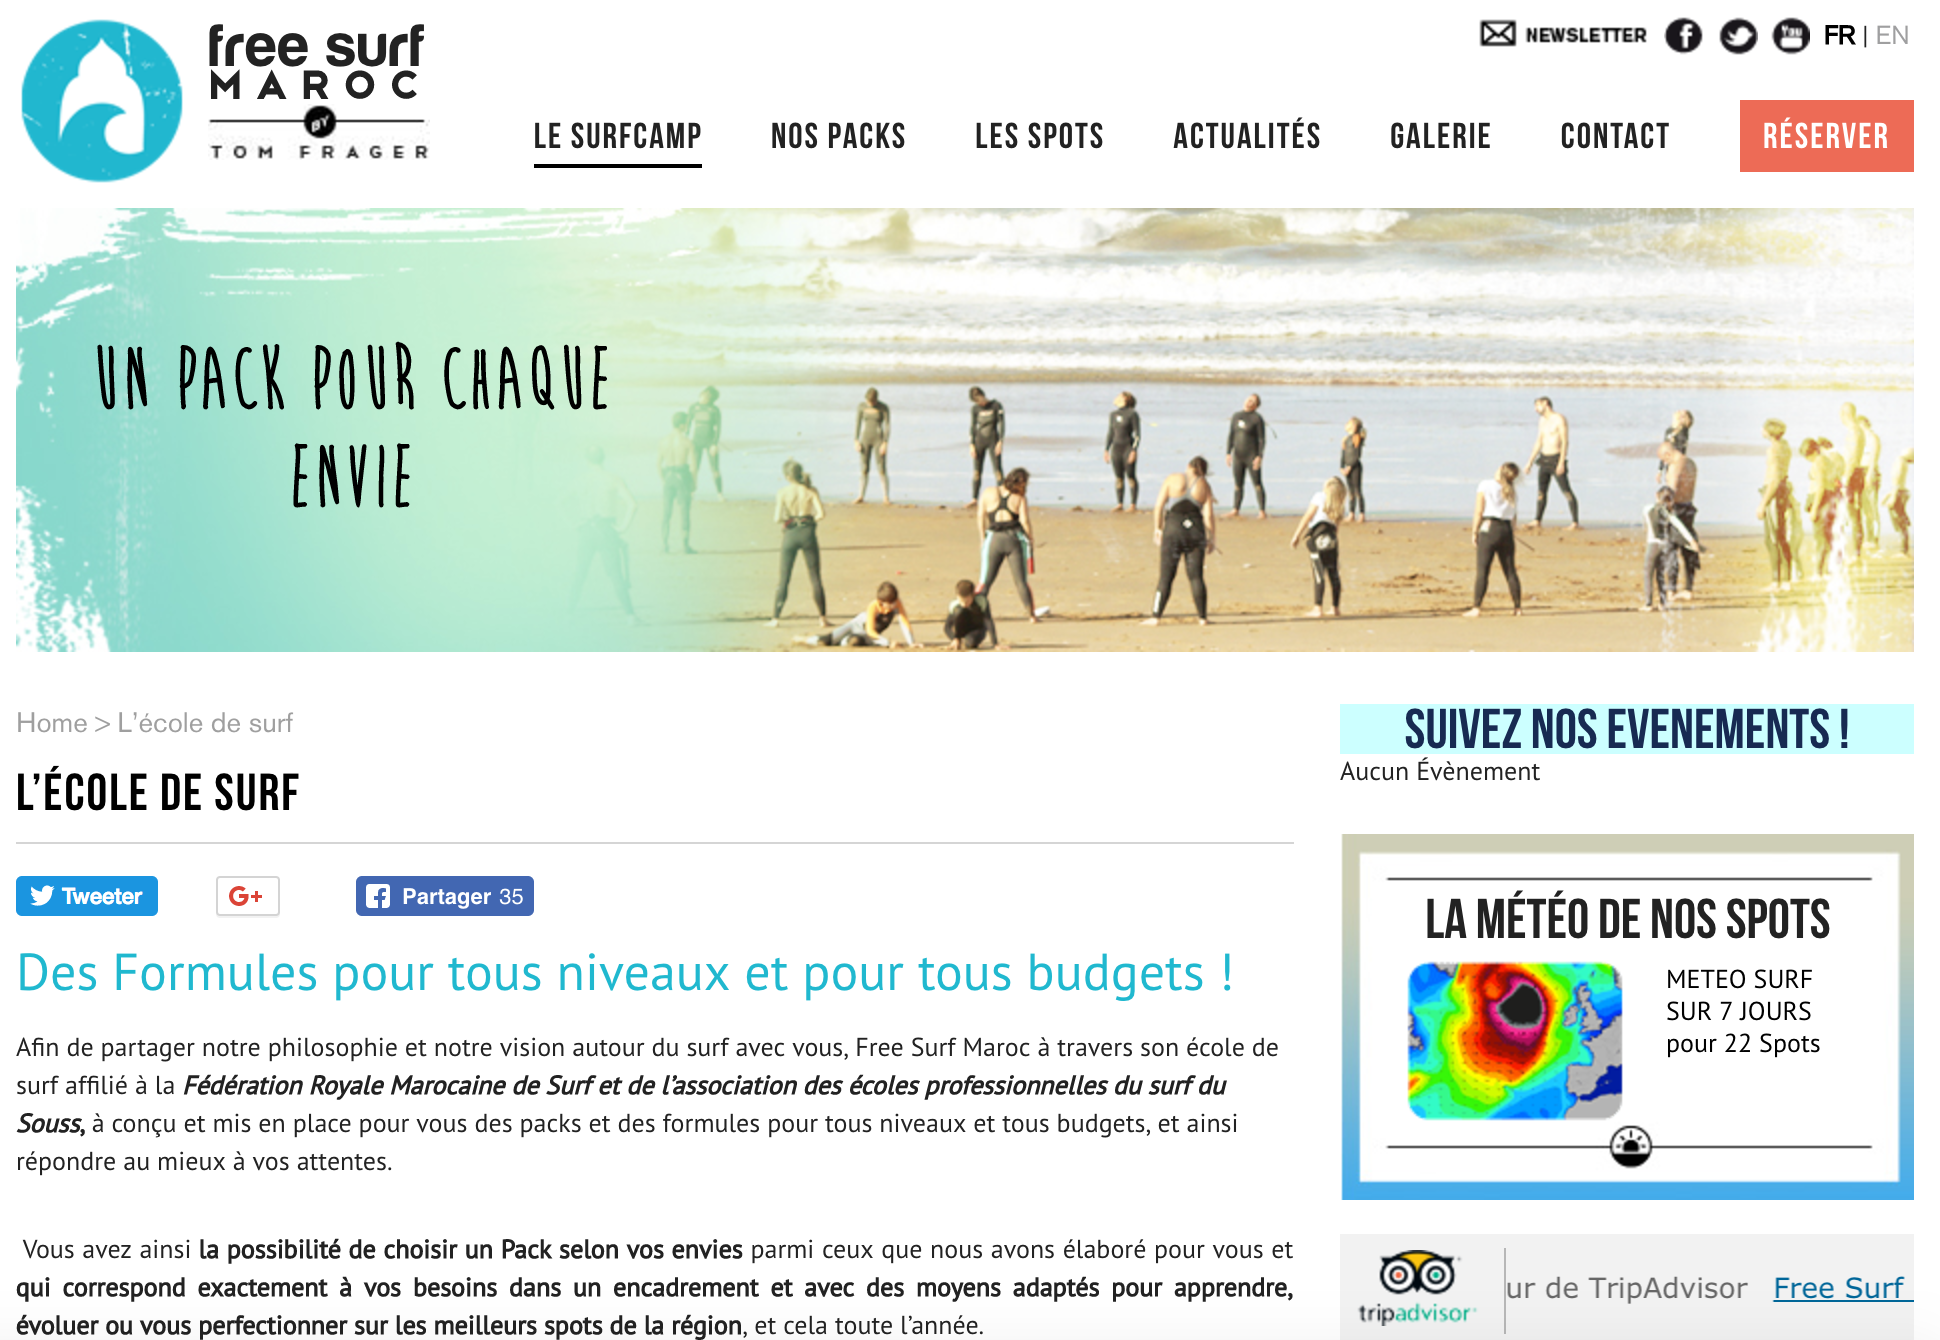 free surf
MAROC
BY
TOM FRAGER
NEWSLETTER
You
FR | EN
LE SURFCAMP
NOS PACKS
LES SPOTS
ACTUALITÉS
GALERIE
CONTACT
RÉSERVER
UN PACK POUR CHAQUE
ENVIE
Home > L'école de surf
L'ÉCOLE DE SURF
Tweeter
G+
Partager 35
Des Formules pour tous niveaux et pour tous budgets !
Afin de partager notre philosophie et notre vision autour du surf avec vous, Free Surf Maroc à travers son école de
surf affilié à la Fédération Royale Marocaine de Surf et de l'association des écoles professionnelles du surf du
Souss, à conçu et mis en place pour vous des packs et des formules pour tous niveaux et tous budgets, et ainsi
répondre au mieux à vos attentes.
Vous avez ainsi la possibilité de choisir un Pack selon vos envies parmi ceux que nous avons élaboré pour vous et
qui correspond exactement à vos besoins dans un encadrement et avec des moyens adaptés pour apprendre,
évoluer ou vous perfectionner sur les meilleurs spots de la région, et cela toute l'année.
SUIVEZ NOS EVENEMENTS !
Aucun Évènement
LA MÉTÉO DE NOS SPOTS
METEO SURF
SUR 7 JOURS
pour 22 Spots
tripadvisor
ur de TripAdvisor Free Surf